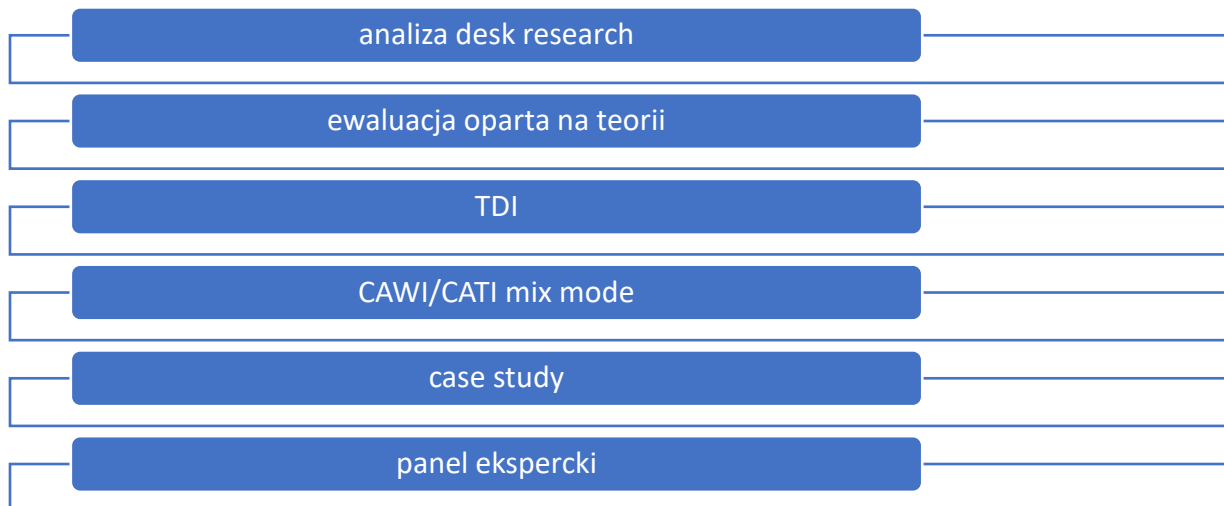 analiza desk research
ewaluacja oparta na teorii
TDI
CAWI/CATI mix mode
case study
panel ekspercki